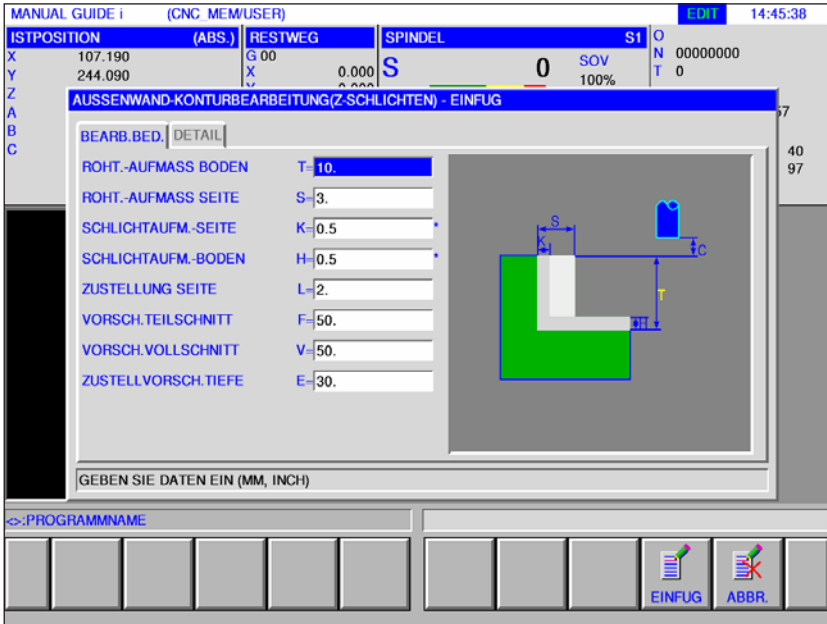 MANUAL GUIDE i (CNC_MEM/USER) EDIT 14:45:38
ISTPOSITION (ABS.) RESTWEG SPINDEL S1 O
X 107.190 G 00 N 00000000
Y 244.090 X 0.000 S 0 SOV T 0
100%
Z
A
B
C
40
97
AUSSENWAND-KONTURBEARBEITUNG(Z-SCHLICHTEN) - EINFUG
BEARB.BED. DETAIL
ROHT.-AUFMASS BODEN T= 10.
ROHT.-AUFMASS SEITE S= 3.
SCHLICHTAUFM.-SEITE K= 0.5 *
SCHLICHTAUFM.-BODEN H= 0.5 *
ZUSTELLUNG SEITE L= 2.
VORSCH.TEILSCHNITT F= 50.
VORSCH.VOLLSCHNITT V= 50.
ZUSTELLVORSCH.TIEFE E= 30.
S
K
C
T
H
GEBEN SIE DATEN EIN (MM, INCH)
<>:PROGRAMMNAME
EINFUG ABBR.